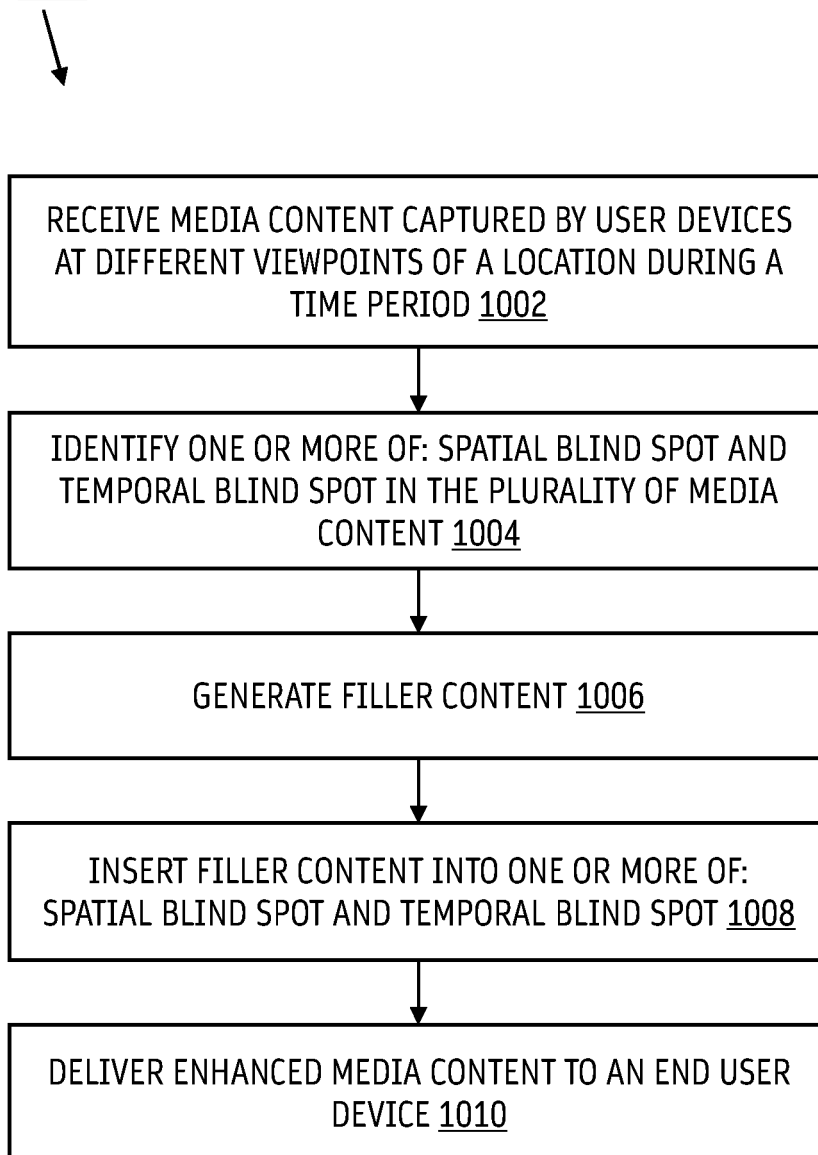 RECEIVE MEDIA CONTENT CAPTURED BY USER DEVICES
AT DIFFERENT VIEWPOINTS OF A LOCATION DURING A
TIME PERIOD 1002
IDENTIFY ONE OR MORE OF: SPATIAL BLIND SPOT AND
TEMPORAL BLIND SPOT IN THE PLURALITY OF MEDIA
CONTENT 1004
GENERATE FILLER CONTENT 1006
INSERT FILLER CONTENT INTO ONE OR MORE OF:
SPATIAL BLIND SPOT AND TEMPORAL BLIND SPOT 1008
DELIVER ENHANCED MEDIA CONTENT TO AN END USER
DEVICE 1010